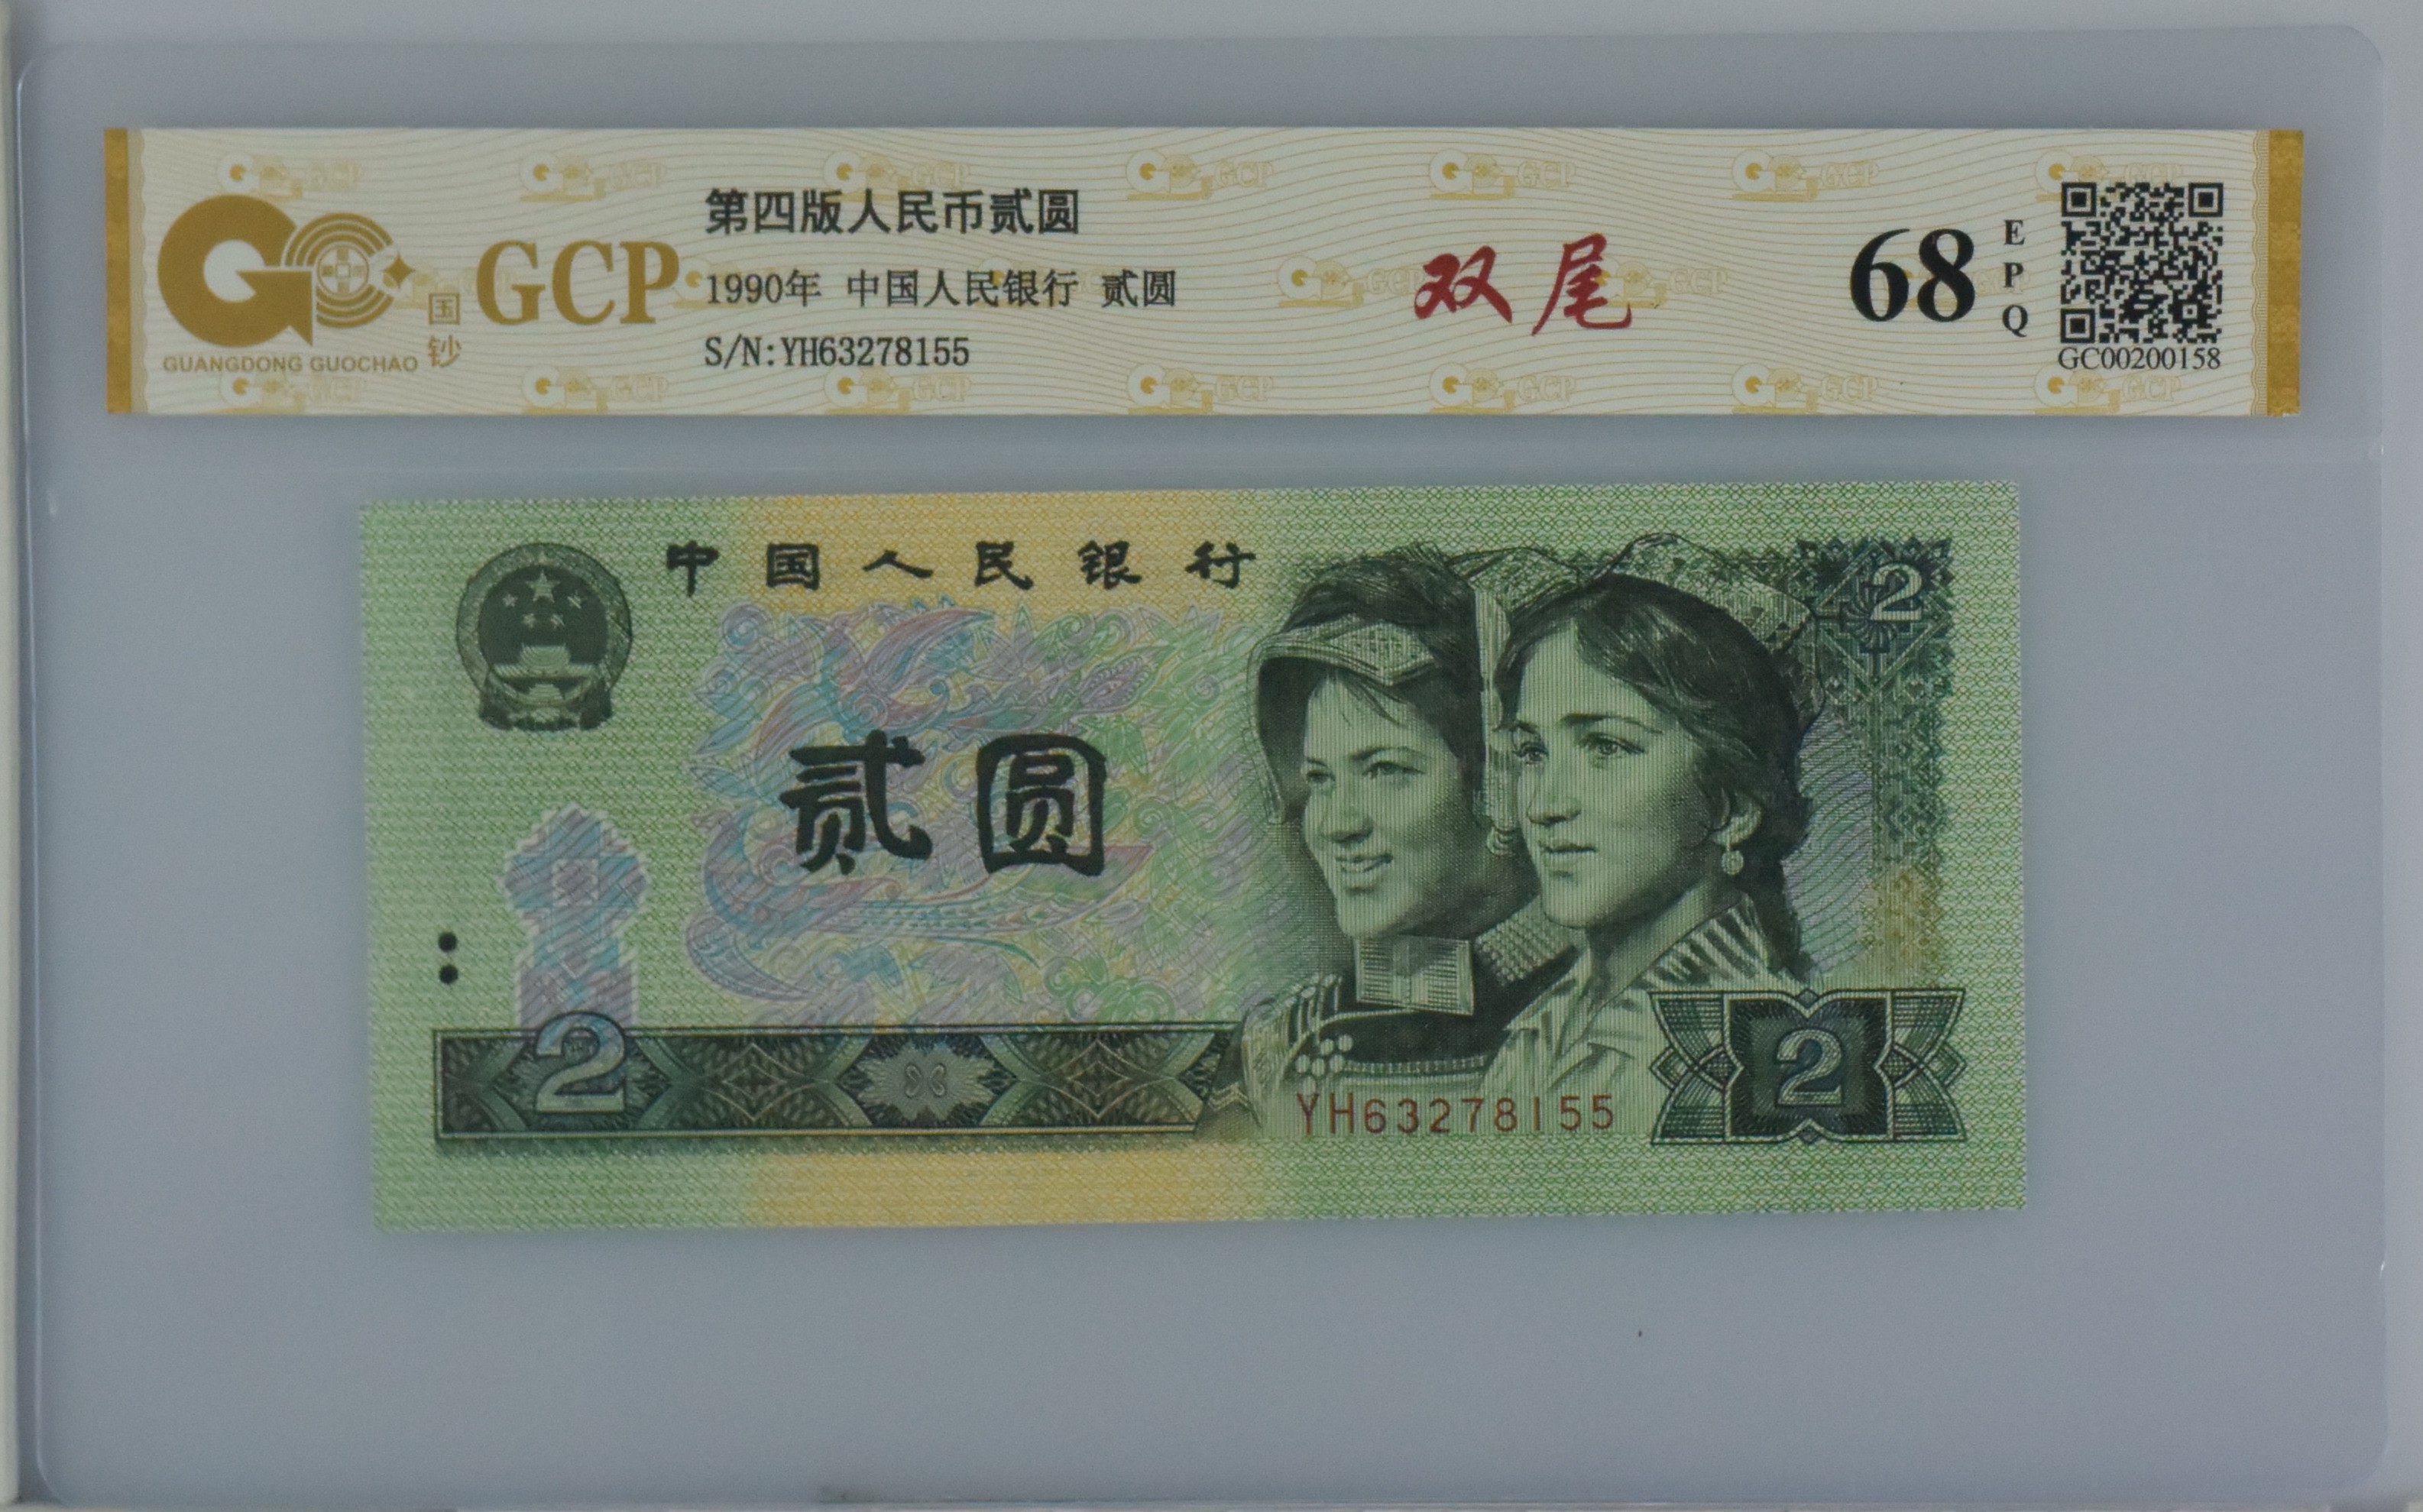 第四版人民币贰圆
GCP
国钞
GUANGDONG GUOCHAO
1990年 中国人民银行 贰圆
S/N:YH63278155
双尾
68
EPQ
GC00200158
中国人民银行
2
贰圆
2
2
YH63278155